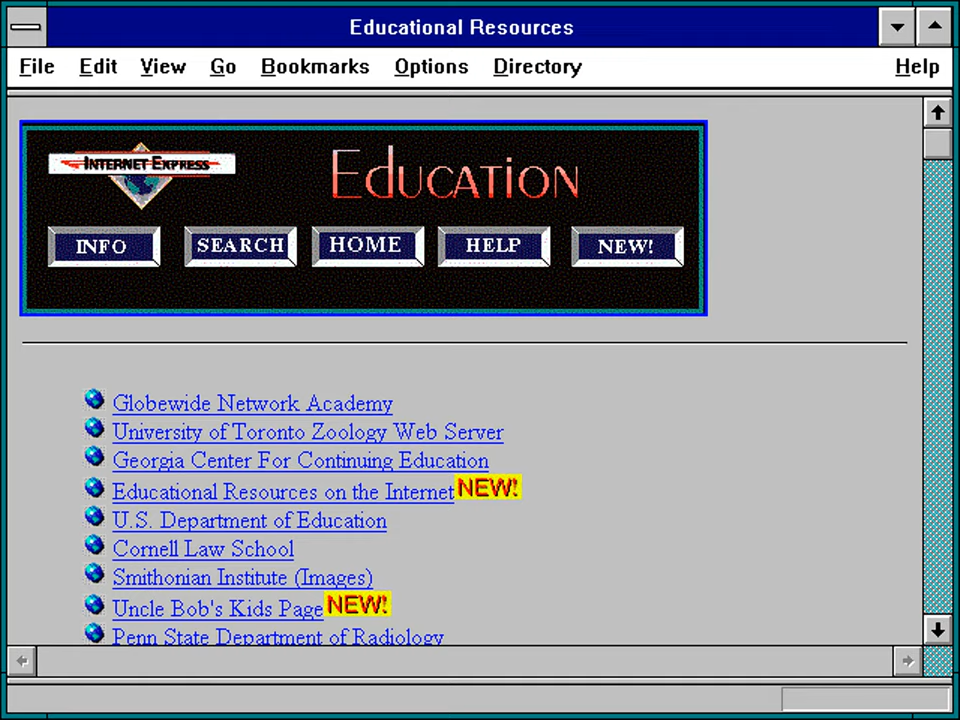 Educational Resources
File Edit View Go Bookmarks Options Directory Help
INTERNET EXPRESS
EDUCATION
INFO SEARCH HOME HELP NEW!
Globewide Network Academy
University of Toronto Zoology Web Server
Georgia Center For Continuing Education
Educational Resources on the Internet NEW!
U.S. Department of Education
Cornell Law School
Smithonian Institute (Images)
Uncle Bob's Kids Page NEW!
Penn State Department of Radiology